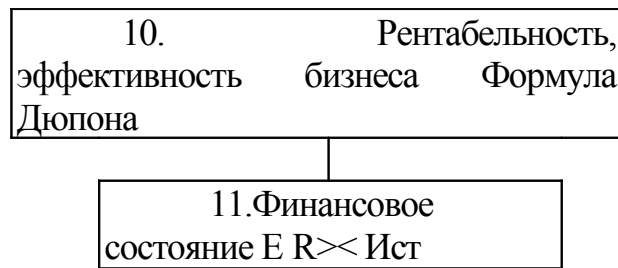 10. Рентабельность,
эффективность бизнеса Формула
Дюпона
11.Финансовое
состояние E R>< Ист